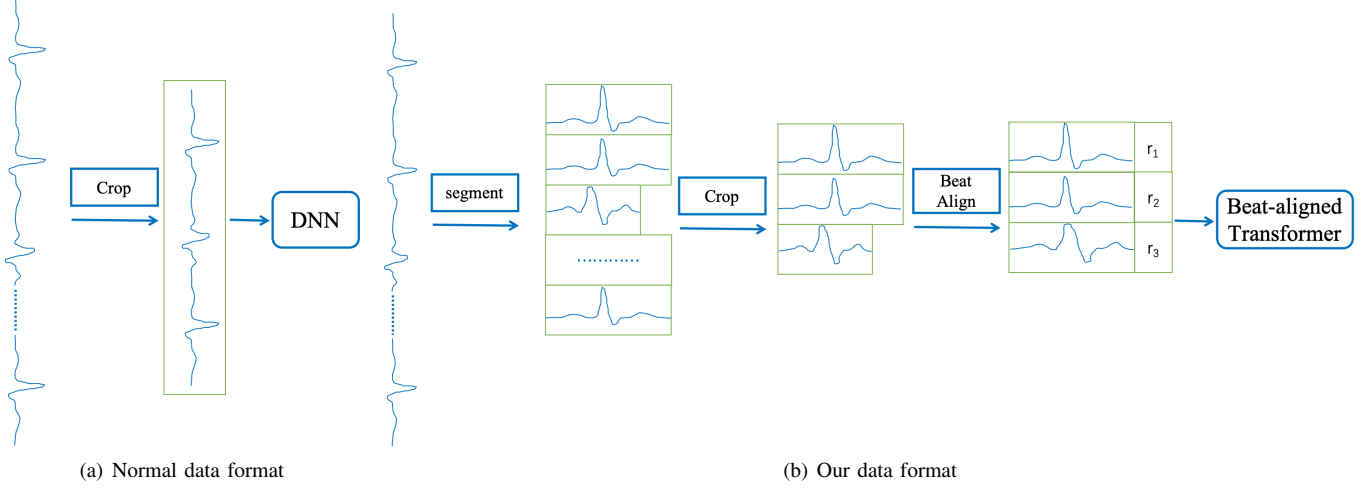 Crop
DNN
segment
Crop
Beat
Align
r₁
r₂
r₃
Beat-aligned
Transformer
(a) Normal data format
(b) Our data format